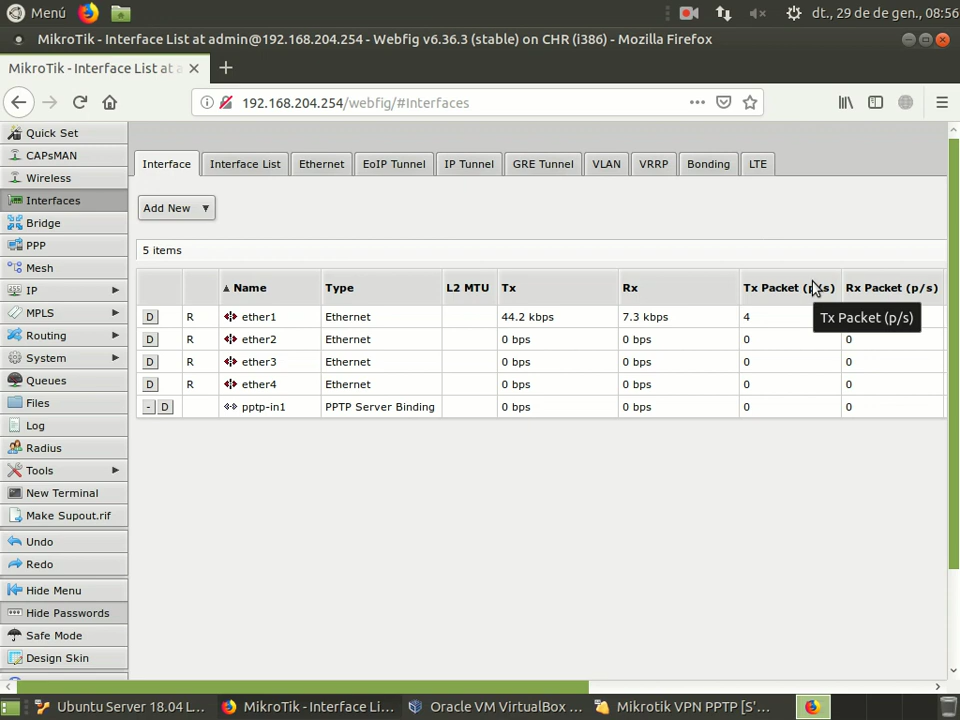 Menú
dt., 29 de de gen., 08:56
MikroTik - Interface List at admin@192.168.204.254 - Webfig v6.36.3 (stable) on CHR (i386) - Mozilla Firefox
MikroTik - Interface List at a
192.168.204.254/webfig/#Interfaces
Quick Set
CAPsMAN
Wireless
Interfaces
Bridge
PPP
Mesh
IP
MPLS
Routing
System
Queues
Files
Log
Radius
Tools
New Terminal
Make Supout.rif
Undo
Redo
Hide Menu
Hide Passwords
Safe Mode
Design Skin
Interface Interface List Ethernet EoIP Tunnel IP Tunnel GRE Tunnel VLAN VRRP Bonding LTE
Add New
5 items
Name Type L2 MTU Tx Rx Tx Packet (p/s) Rx Packet (p/s)
D R ether1 Ethernet 44.2 kbps 7.3 kbps 4
Tx Packet (p/s)
D R ether2 Ethernet 0 bps 0 bps 0 0
D R ether3 Ethernet 0 bps 0 bps 0 0
D R ether4 Ethernet 0 bps 0 bps 0 0
- D pptp-in1 PPTP Server Binding 0 bps 0 bps 0 0
Ubuntu Server 18.04 L... MikroTik - Interface Li... Oracle VM VirtualBox ... Mikrotik VPN PPTP [S'...